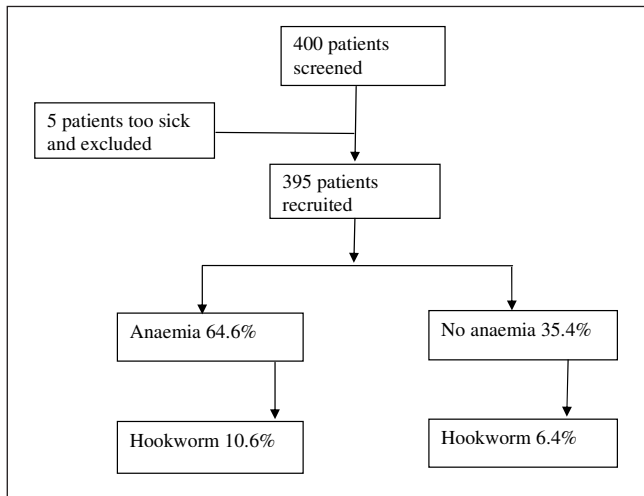 400 patients
screened
5 patients too sick
and excluded
395 patients
recruited
Anaemia 64.6%
No anaemia 35.4%
Hookworm 10.6%
Hookworm 6.4%